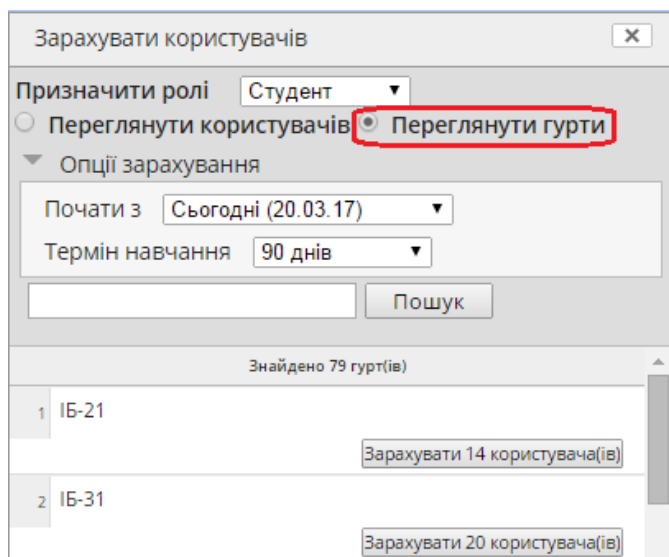 Зарахувати користувачів
Призначити ролі Студент
Переглянути користувачів Переглянути гурти
Опції зарахування
Почати з Сьогодні (20.03.17)
Термін навчання 90 днів
Пошук
Знайдено 79 гурт(ів)
1 ІБ-21
Зарахувати 14 користувача(ів)
2 ІБ-31
Зарахувати 20 користувача(ів)